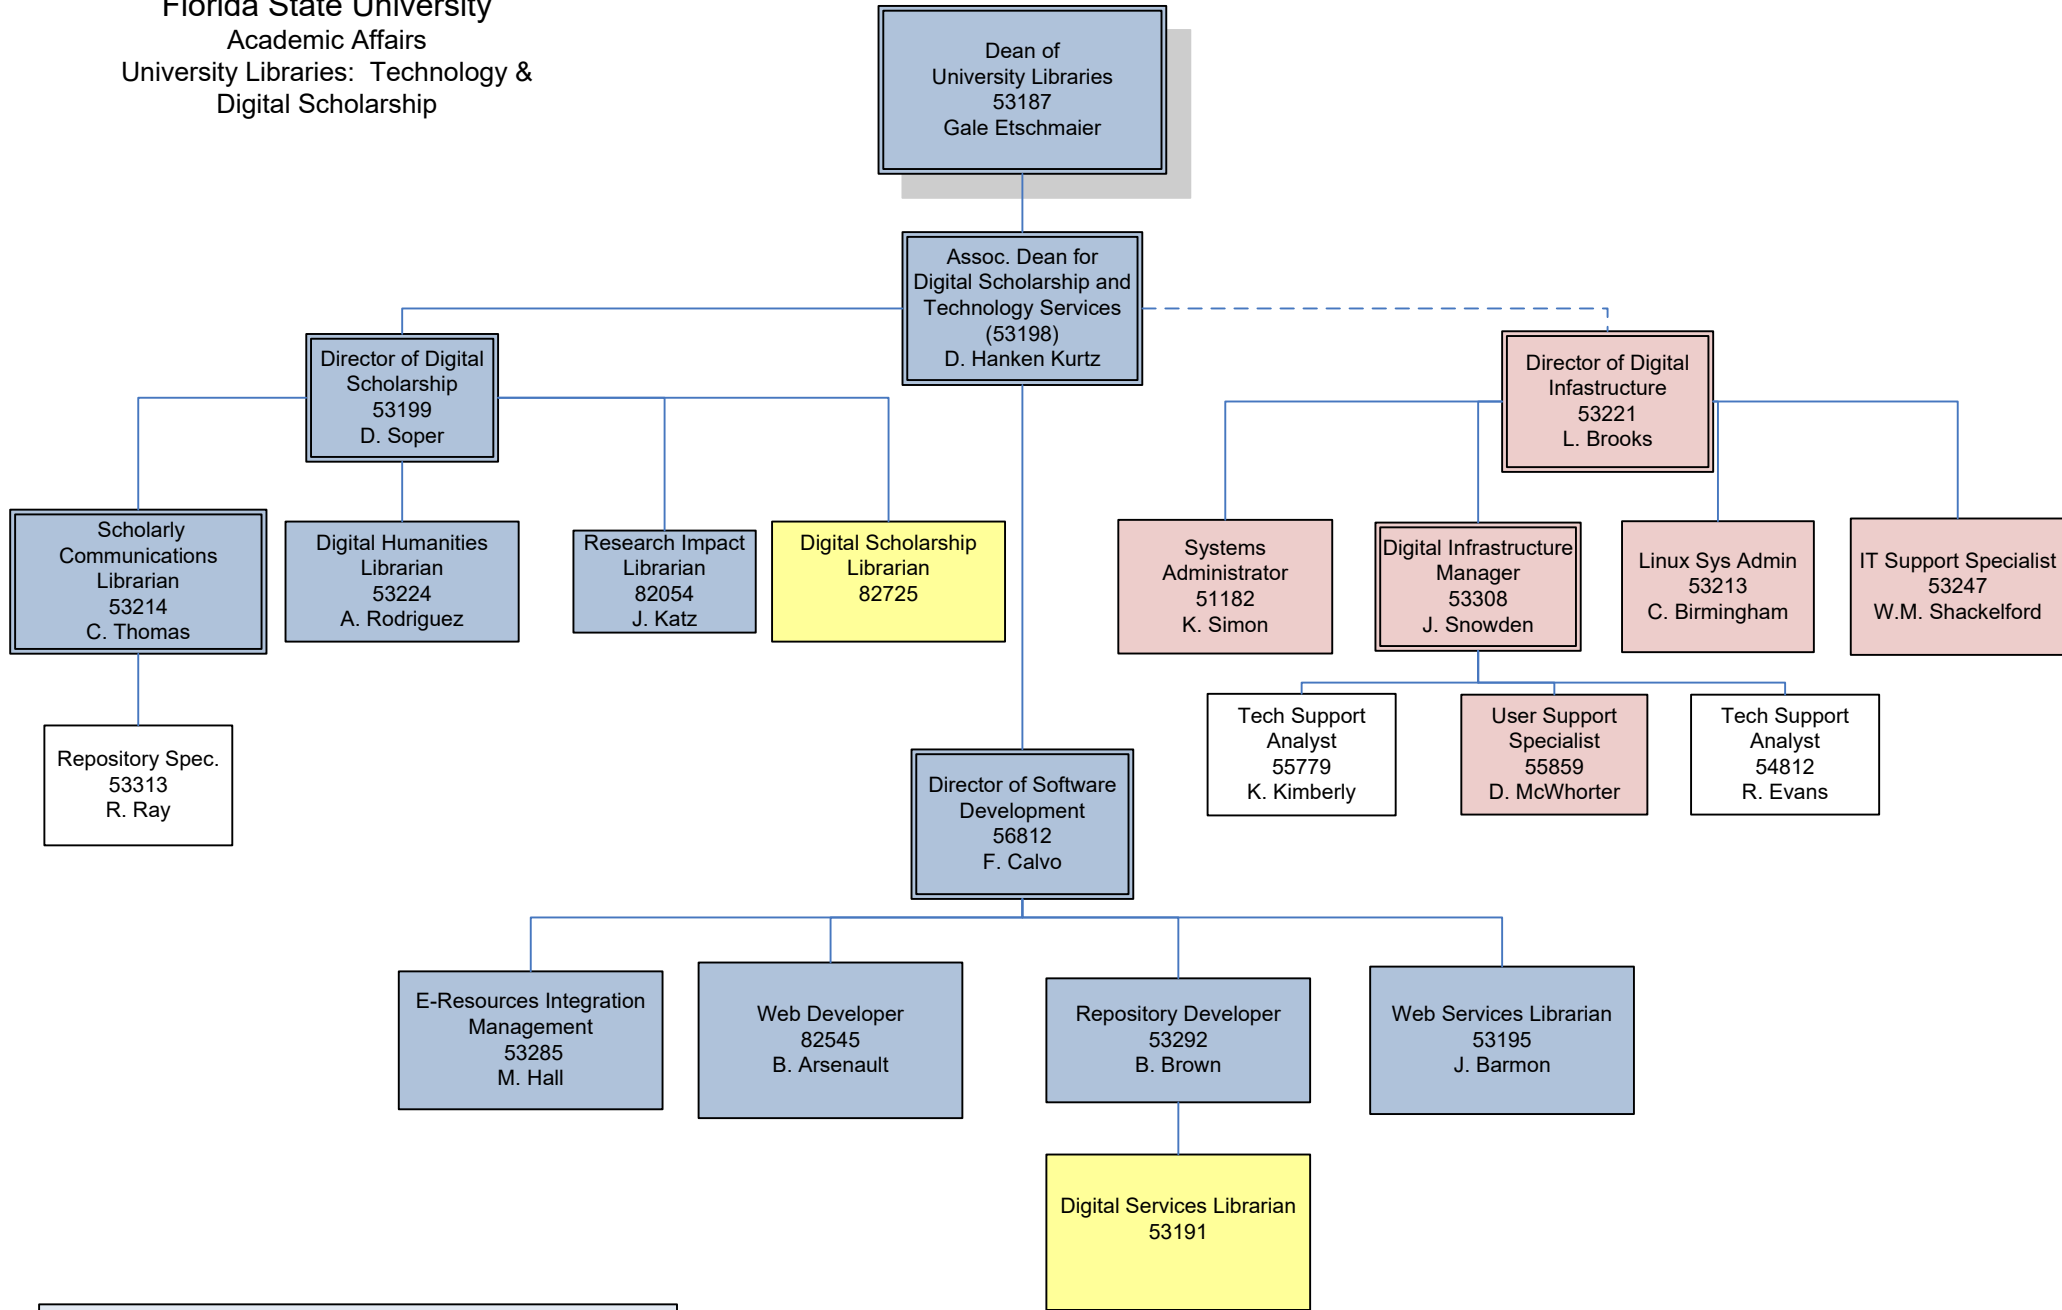 Florida State University
Academic Affairs
University Libraries:  Technology &
Digital Scholarship
Dean of
University Libraries
53187
Gale Etschmaier
Assoc. Dean for
Digital Scholarship and
Technology Services
(53198)
D. Hanken Kurtz
Director of Digital
Scholarship
53199
D. Soper
Director of Digital
Infastructure
53221
L. Brooks
Scholarly
Communications
Librarian
53214
C. Thomas
Digital Humanities
Librarian
53224
A. Rodriguez
Research Impact
Librarian
82054
J. Katz
Digital Scholarship
Librarian
82725
Systems
Administrator
51182
K. Simon
Digital Infrastructure
Manager
53308
J. Snowden
Linux Sys Admin
53213
C. Birmingham
IT Support Specialist
53247
W.M. Shackelford
Repository Spec.
53313
R. Ray
Tech Support
Analyst
55779
K. Kimberly
User Support
Specialist
55859
D. McWhorter
Tech Support
Analyst
54812
R. Evans
Director of Software
Development
56812
F. Calvo
E-Resources Integration
Management
53285
M. Hall
Web Developer
82545
B. Arsenault
Repository Developer
53292
B. Brown
Web Services Librarian
53195
J. Barmon
Digital Services Librarian
53191